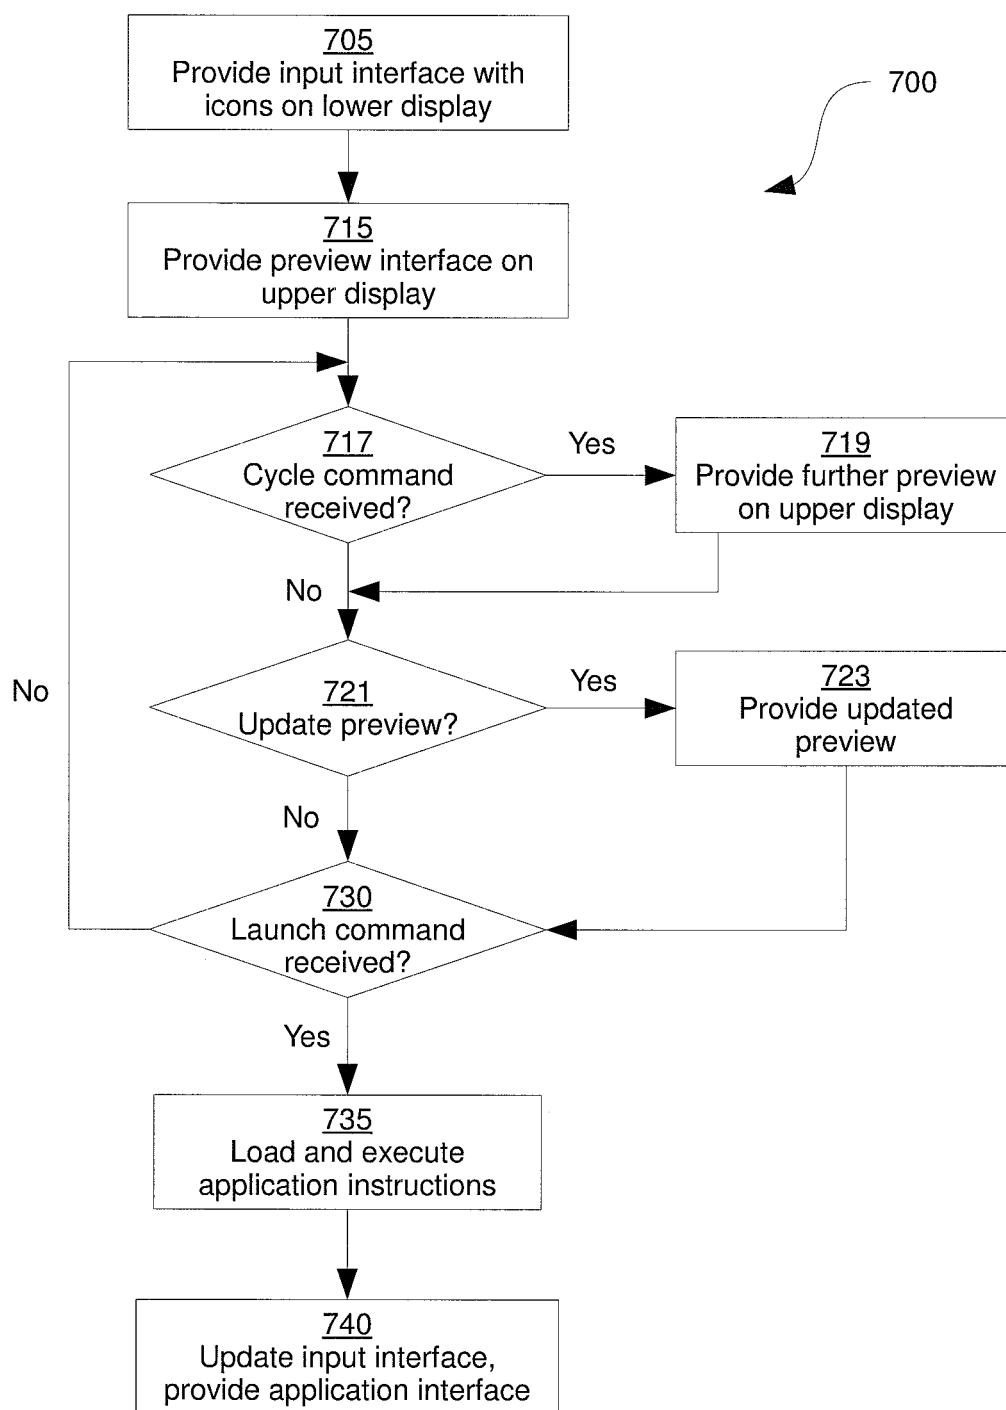 705
Provide input interface with
icons on lower display
700
715
Provide preview interface on
upper display
717
Cycle command
received?
Yes
719
Provide further preview
on upper display
No
No
721
Update preview?
Yes
723
Provide updated
preview
No
730
Launch command
received?
Yes
735
Load and execute
application instructions
740
Update input interface,
provide application interface